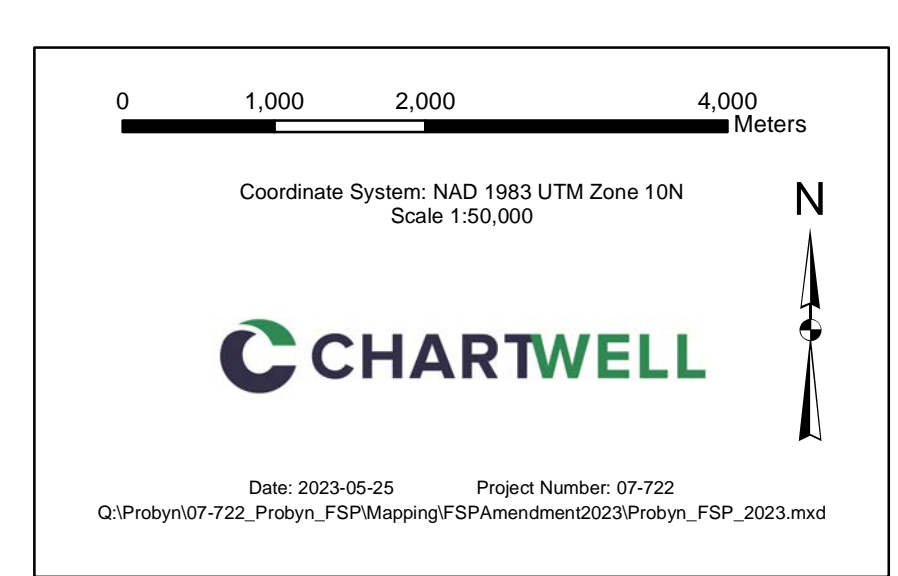 0 1,000 2,000 4,000
Meters
Coordinate System: NAD 1983 UTM Zone 10N
Scale 1:50,000
N
CHARTWELL
Date: 2023-05-25 Project Number: 07-722
Q:\Probyn\07-722_Probyn_FSP\Mapping\FSPAmendment2023\Probyn_FSP_2023.mxd